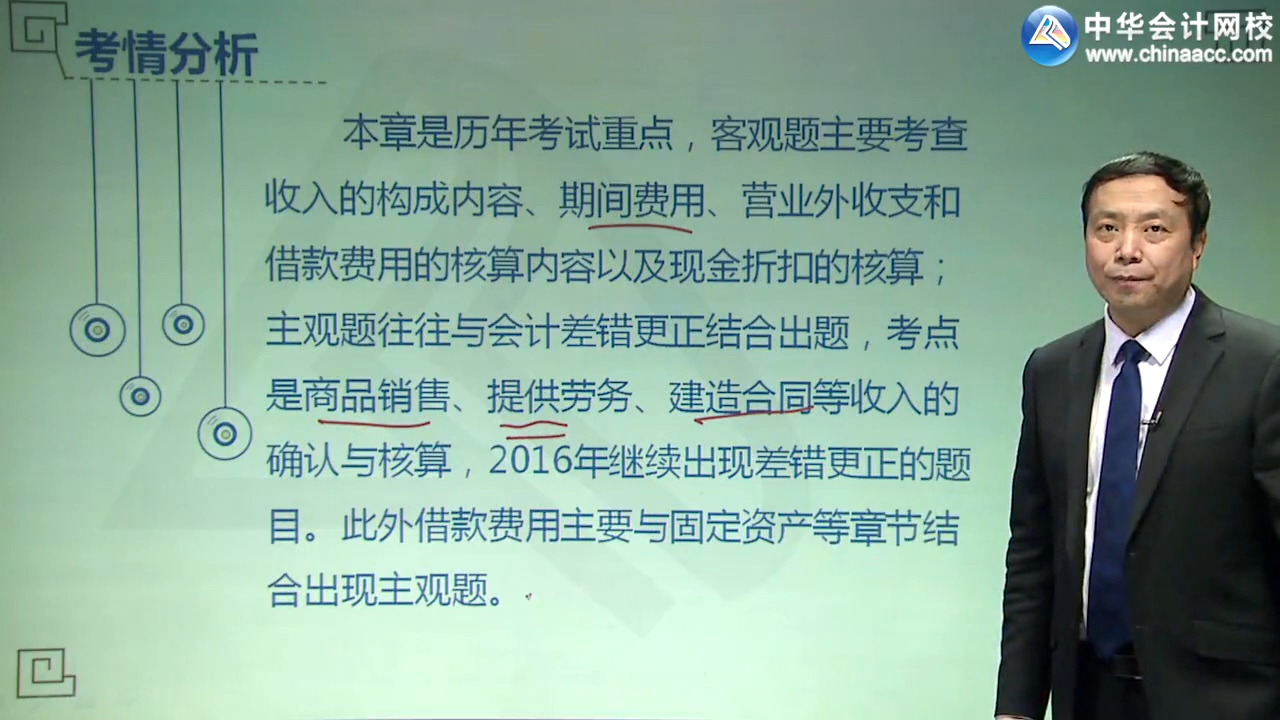 考情分析
中华会计网校
www.chinaacc.com
本章是历年考试重点，客观题主要考查
收入的构成内容、期间费用、营业外收支和
借款费用的核算内容以及现金折扣的核算；
主观题往往与会计差错更正结合出题，考点
是商品销售、提供劳务、建造合同等收入的
确认与核算，2016年继续出现差错更正的题
目。此外借款费用主要与固定资产等章节结
合出现主观题。